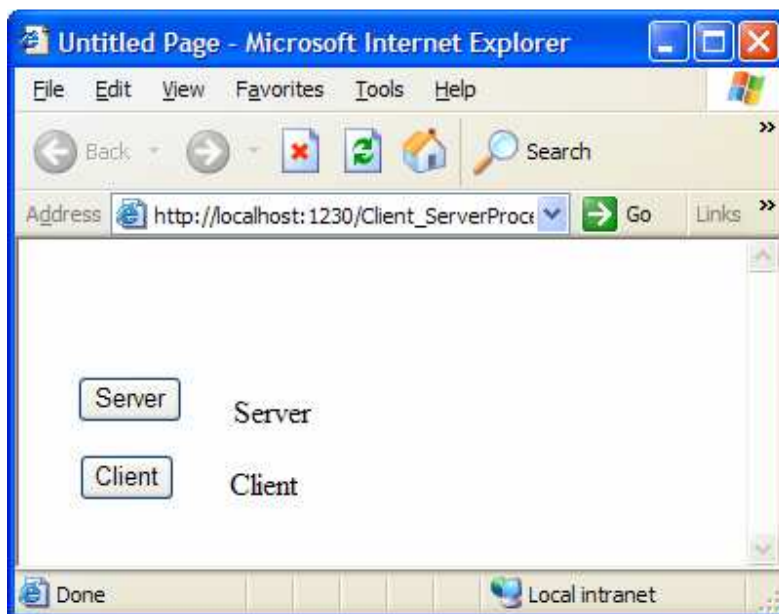 Untitled Page - Microsoft Internet Explorer
File Edit View Favorites Tools Help
Back Search »
Address http://localhost:1230/Client_ServerProce Go Links »
Server Server
Client Client
Done Local intranet